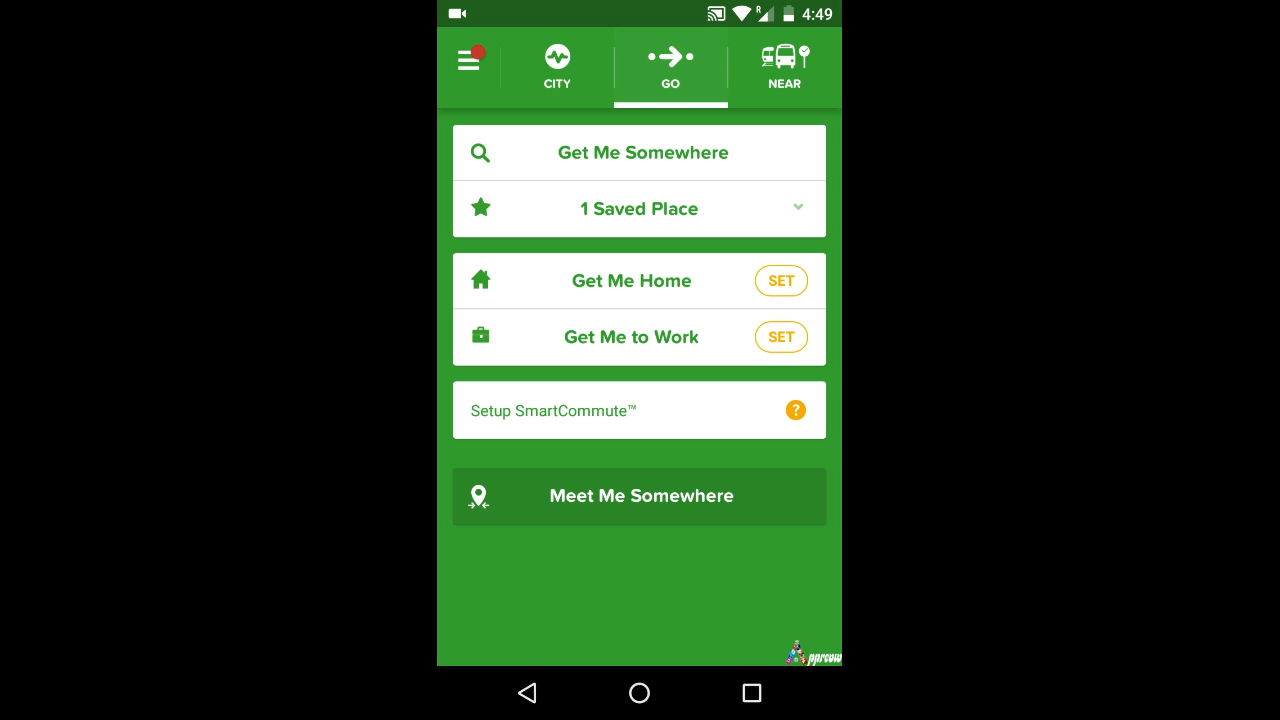 R
4:49
CITY
GO
NEAR
Get Me Somewhere
1 Saved Place
Get Me Home
SET
Get Me to Work
SET
Setup SmartCommute™
?
Meet Me Somewhere
Appreviw